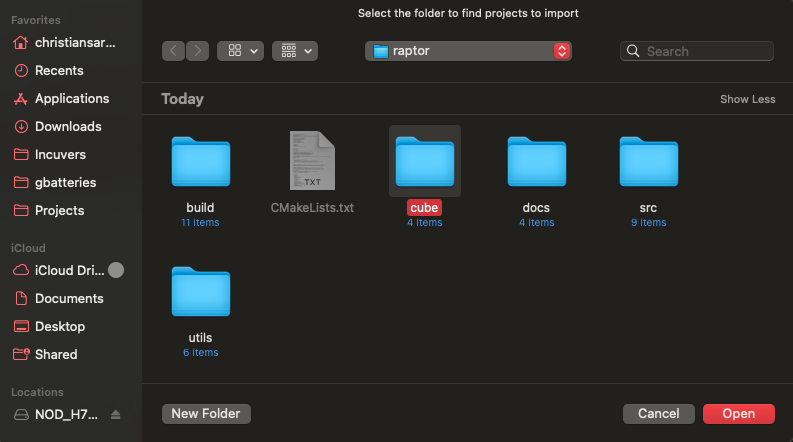 Select the folder to find projects to import
Favorites
christiansar...
Recents
Applications
Downloads
Incuvers
gbatteries
Projects
iCloud
iCloud Dri...
Documents
Desktop
Shared
Locations
NOD_H7...
raptor
Search
Today
Show Less
build
11 items
TXT
CMakeLists.txt
cube
4 items
docs
4 items
src
9 items
utils
6 items
New Folder
Cancel
Open